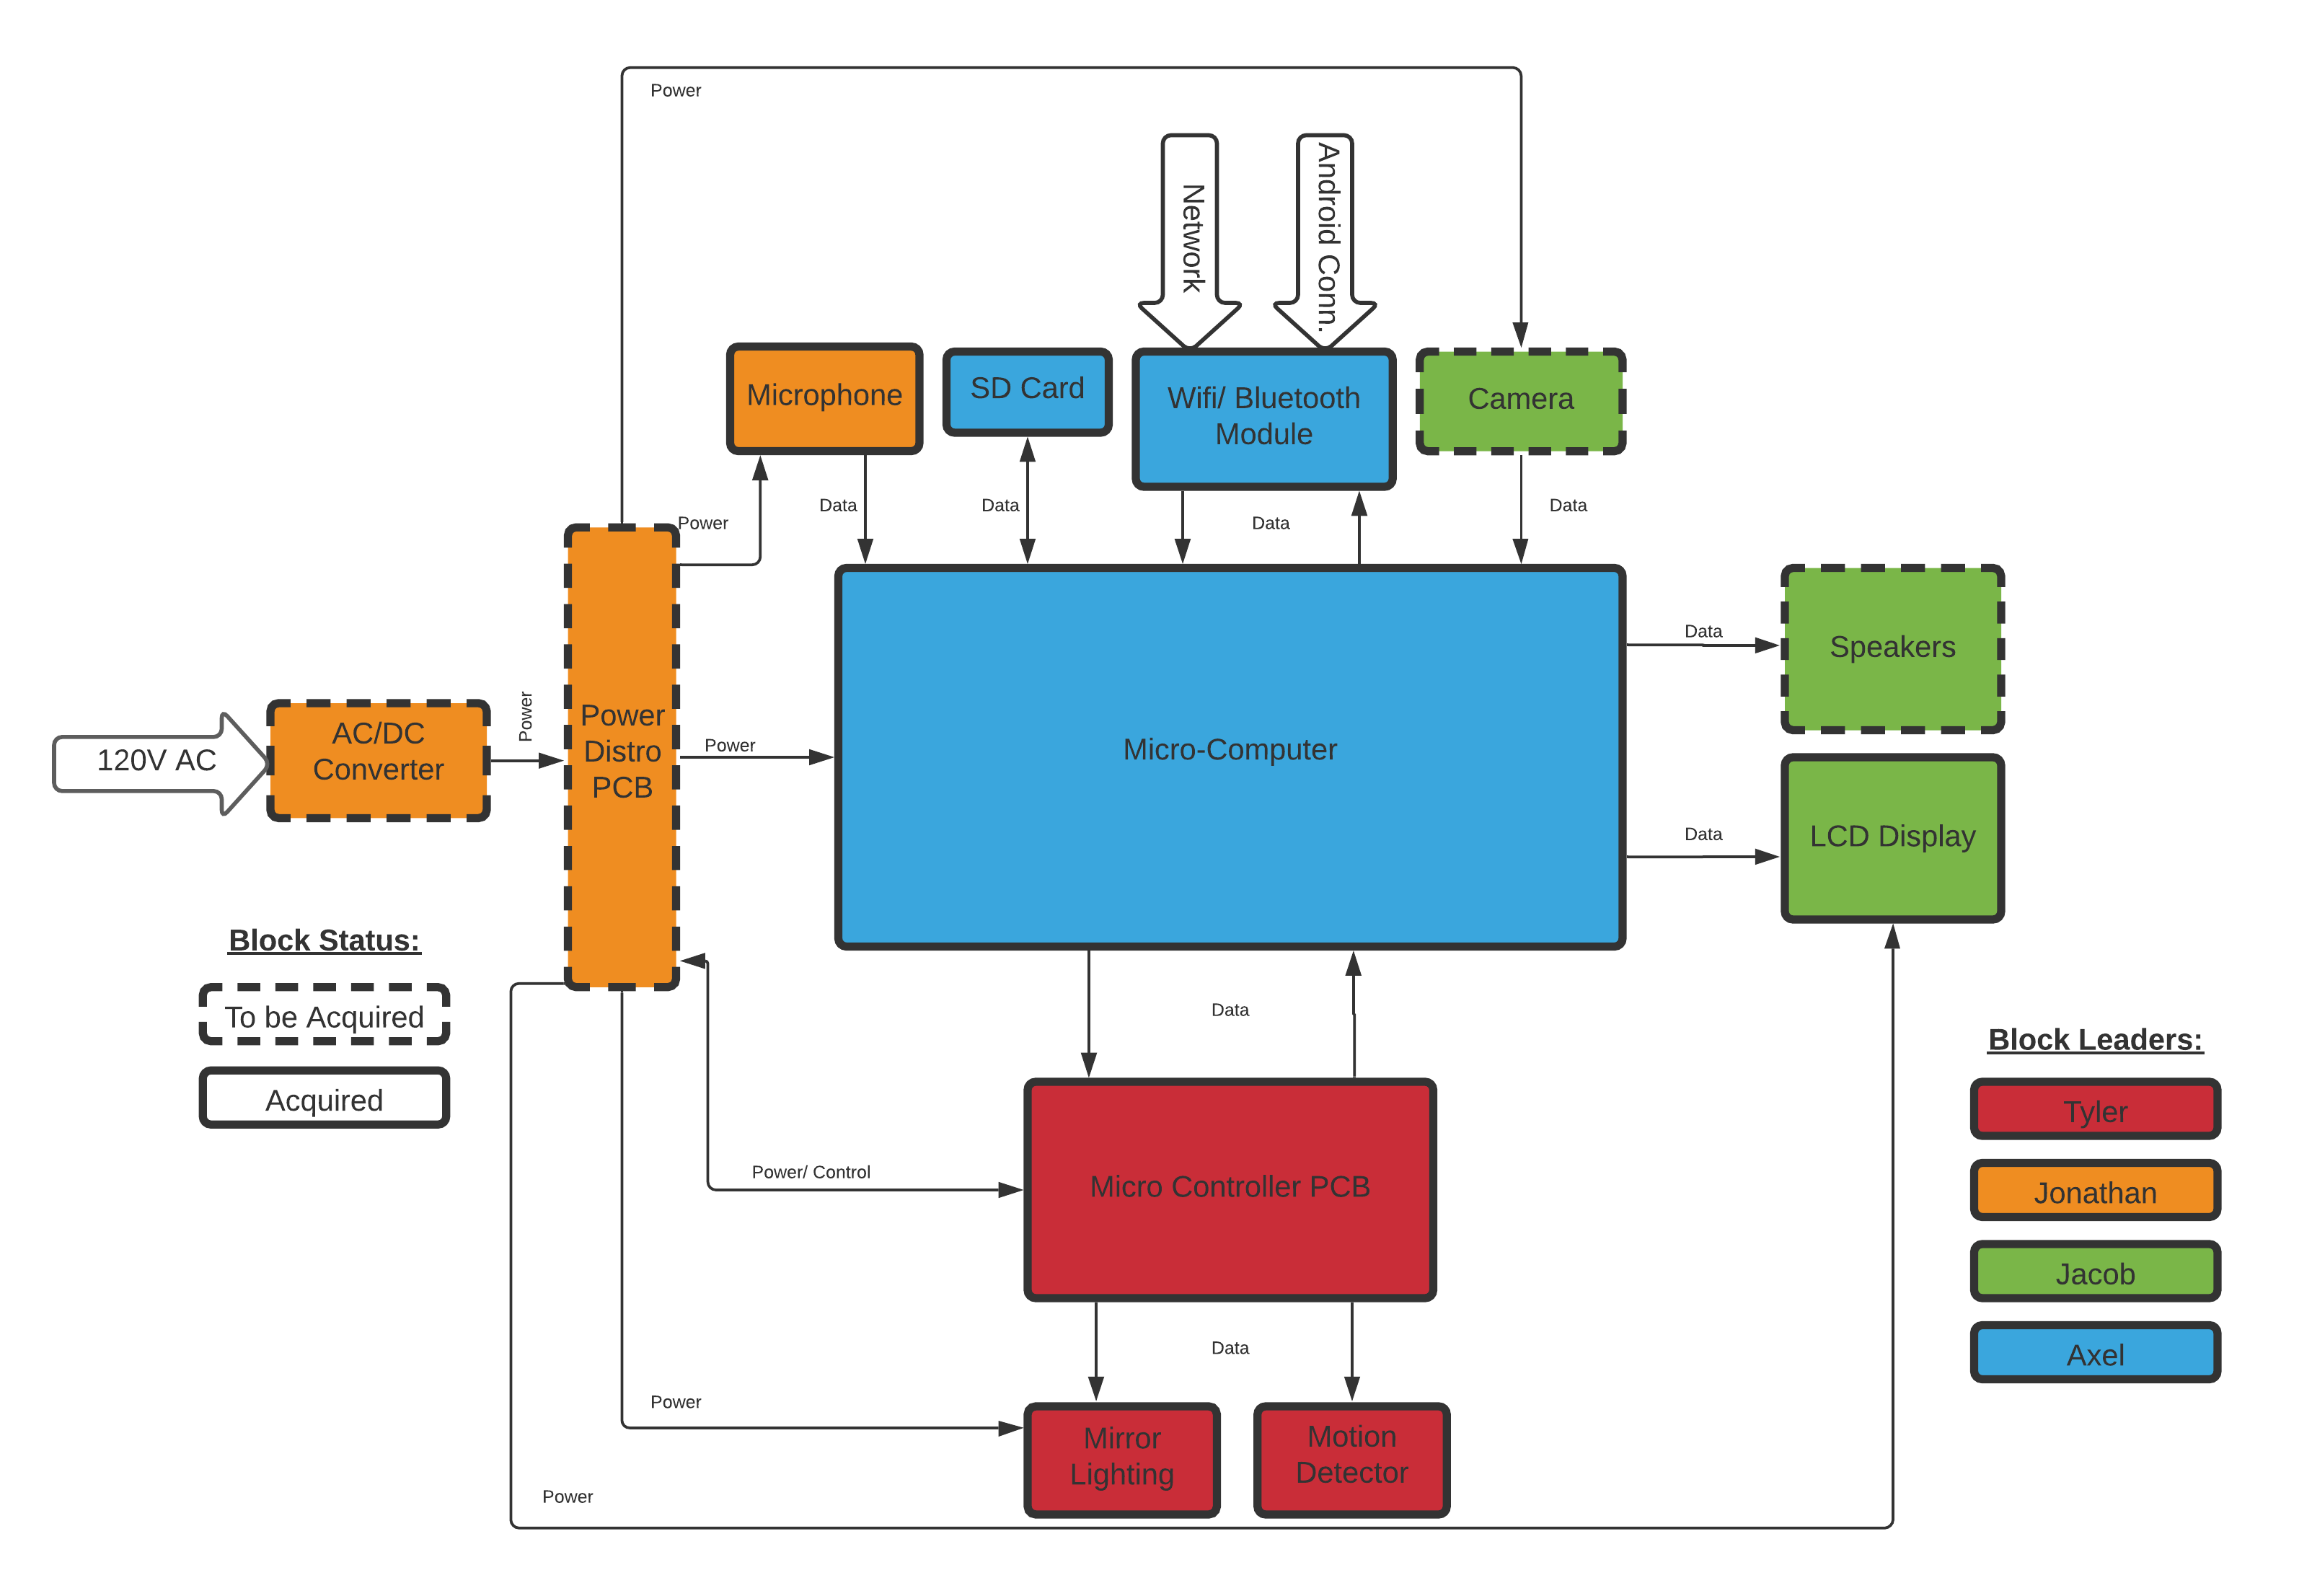 Power
Network
Android Comm.
Microphone
SD Card
Wifi/ Bluetooth
Module
Camera
Data
Data
Data
Data
Power
Data
Speakers
Power
Power
Distro
PCB
Power
Micro-Computer
120V AC
AC/DC
Converter
Data
LCD Display
Block Status:
To be Acquired
Acquired
Data
Block Leaders:
Tyler
Jonathan
Jacob
Axel
Power/ Control
Micro Controller PCB
Data
Power
Mirror
Lighting
Motion
Detector
Power